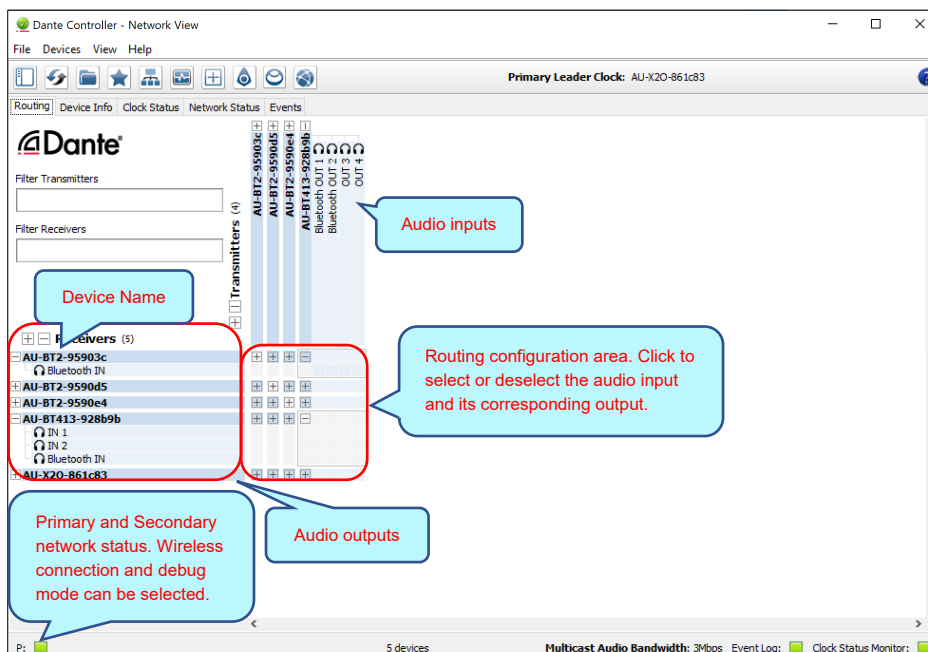 Dante Controller - Network View
File Devices View Help
Primary Leader Clock: AU-X2O-861c83
Routing Device Info Clock Status Network Status Events
Dante
Filter Transmitters
Filter Receivers
Transmitters (4)
AU-BT2-95903c
AU-BT2-9590d5
AU-BT2-9590e4
AU-BT413-928b9b
Bluetooth OUT 1
Bluetooth OUT 2
OUT 3
OUT 4
Audio inputs
Device Name
Receivers (5)
AU-BT2-95903c
Bluetooth IN
AU-BT2-9590d5
AU-BT2-9590e4
AU-BT413-928b9b
IN 1
IN 2
Bluetooth IN
AU-X2O-861c83
Routing configuration area. Click to
select or deselect the audio input
and its corresponding output.
Primary and Secondary
network status. Wireless
connection and debug
mode can be selected.
Audio outputs
P:
5 devices
Multicast Audio Bandwidth: 3Mbps Event Log: Clock Status Monitor: